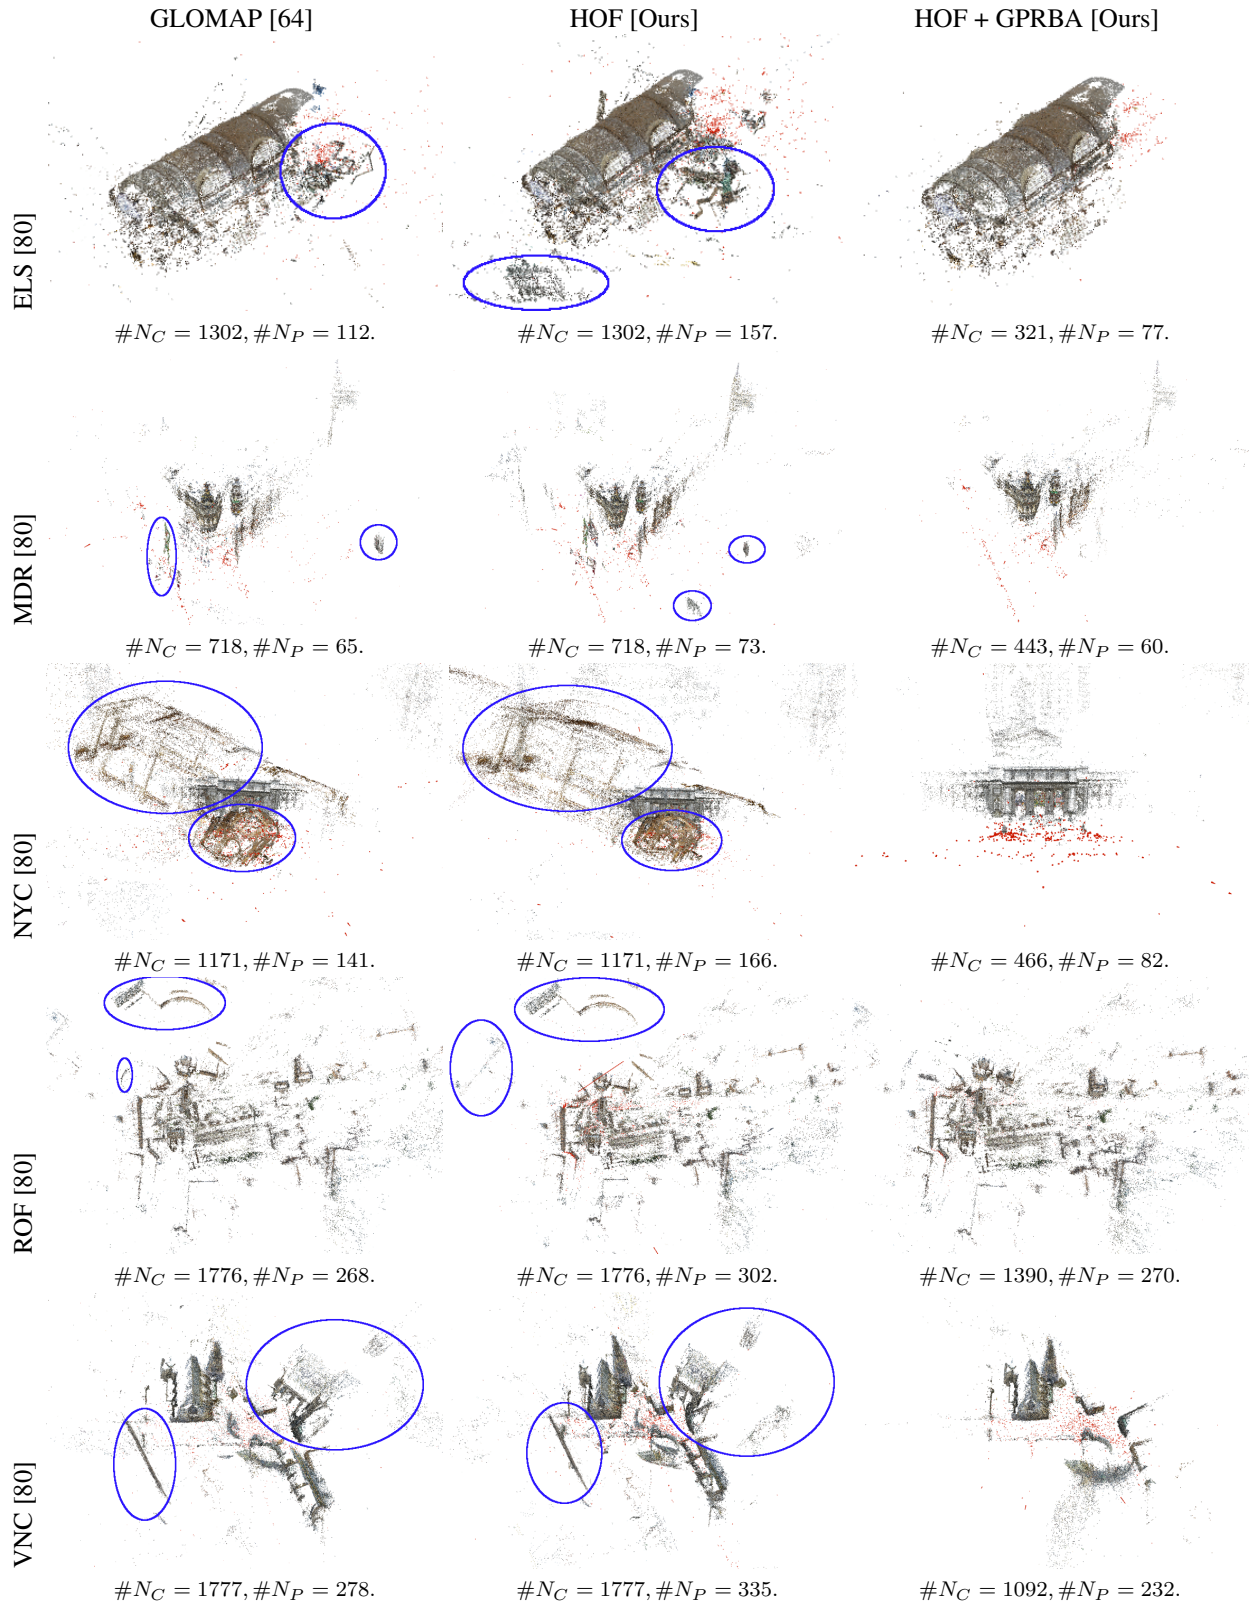 GLOMAP [64] HOF [Ours] HOF + GPRBA [Ours]
ELS [80]
#N_C = 1302, #N_P = 112. #N_C = 1302, #N_P = 157. #N_C = 321, #N_P = 77.
MDR [80]
#N_C = 718, #N_P = 65. #N_C = 718, #N_P = 73. #N_C = 443, #N_P = 60.
NYC [80]
#N_C = 1171, #N_P = 141. #N_C = 1171, #N_P = 166. #N_C = 466, #N_P = 82.
ROF [80]
#N_C = 1776, #N_P = 268. #N_C = 1776, #N_P = 302. #N_C = 1390, #N_P = 270.
VNC [80]
#N_C = 1777, #N_P = 278. #N_C = 1777, #N_P = 335. #N_C = 1092, #N_P = 232.